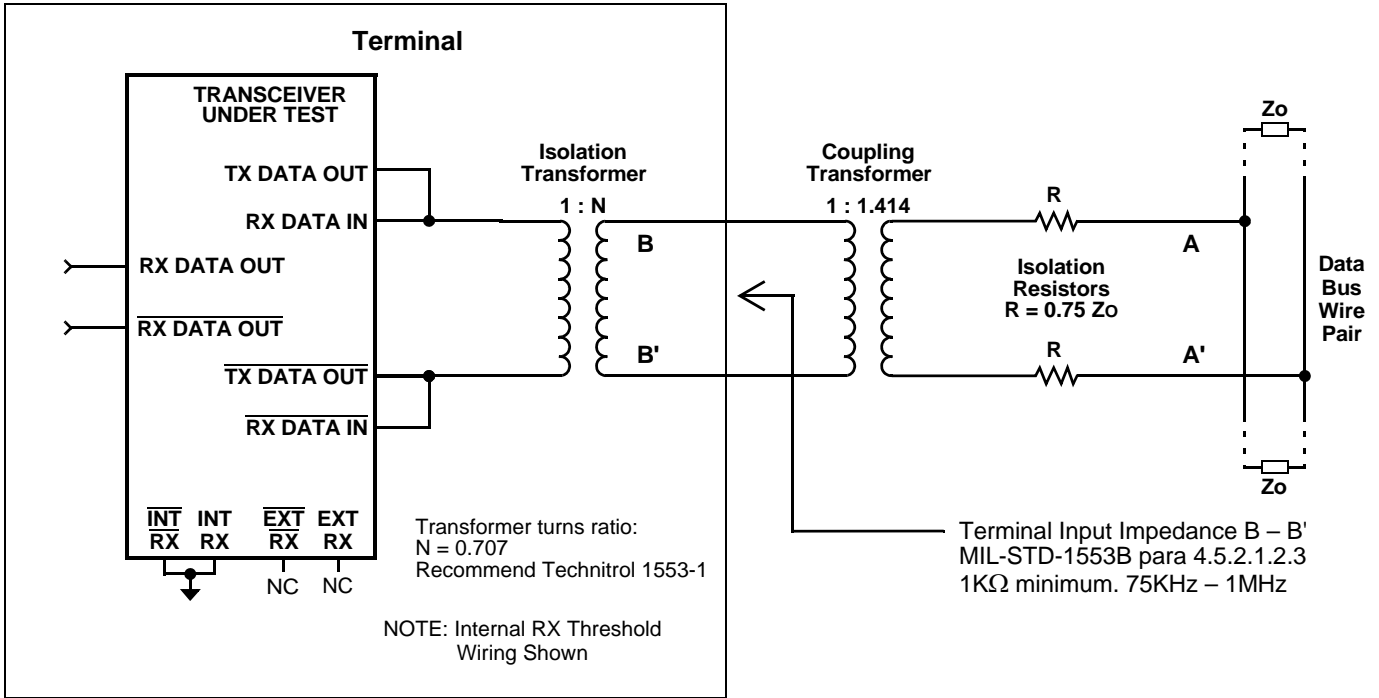 Terminal
TRANSCEIVER
UNDER TEST
TX DATA OUT
RX DATA IN
RX DATA OUT
RX DATA OUT
TX DATA OUT
RX DATA IN
INT INT EXT EXT
RX RX RX RX
NC NC
Isolation
Transformer
1 : N
B
B'
Transformer turns ratio:
N = 0.707
Recommend Technitrol 1553-1
NOTE: Internal RX Threshold
Wiring Shown
Coupling
Transformer
1 : 1.414
R
A
Isolation
Resistors
R = 0.75 ZO
R
A'
Zo
Data
Bus
Wire
Pair
Zo
Terminal Input Impedance B – B'
MIL-STD-1553B para 4.5.2.1.2.3
1KΩ minimum. 75KHz – 1MHz